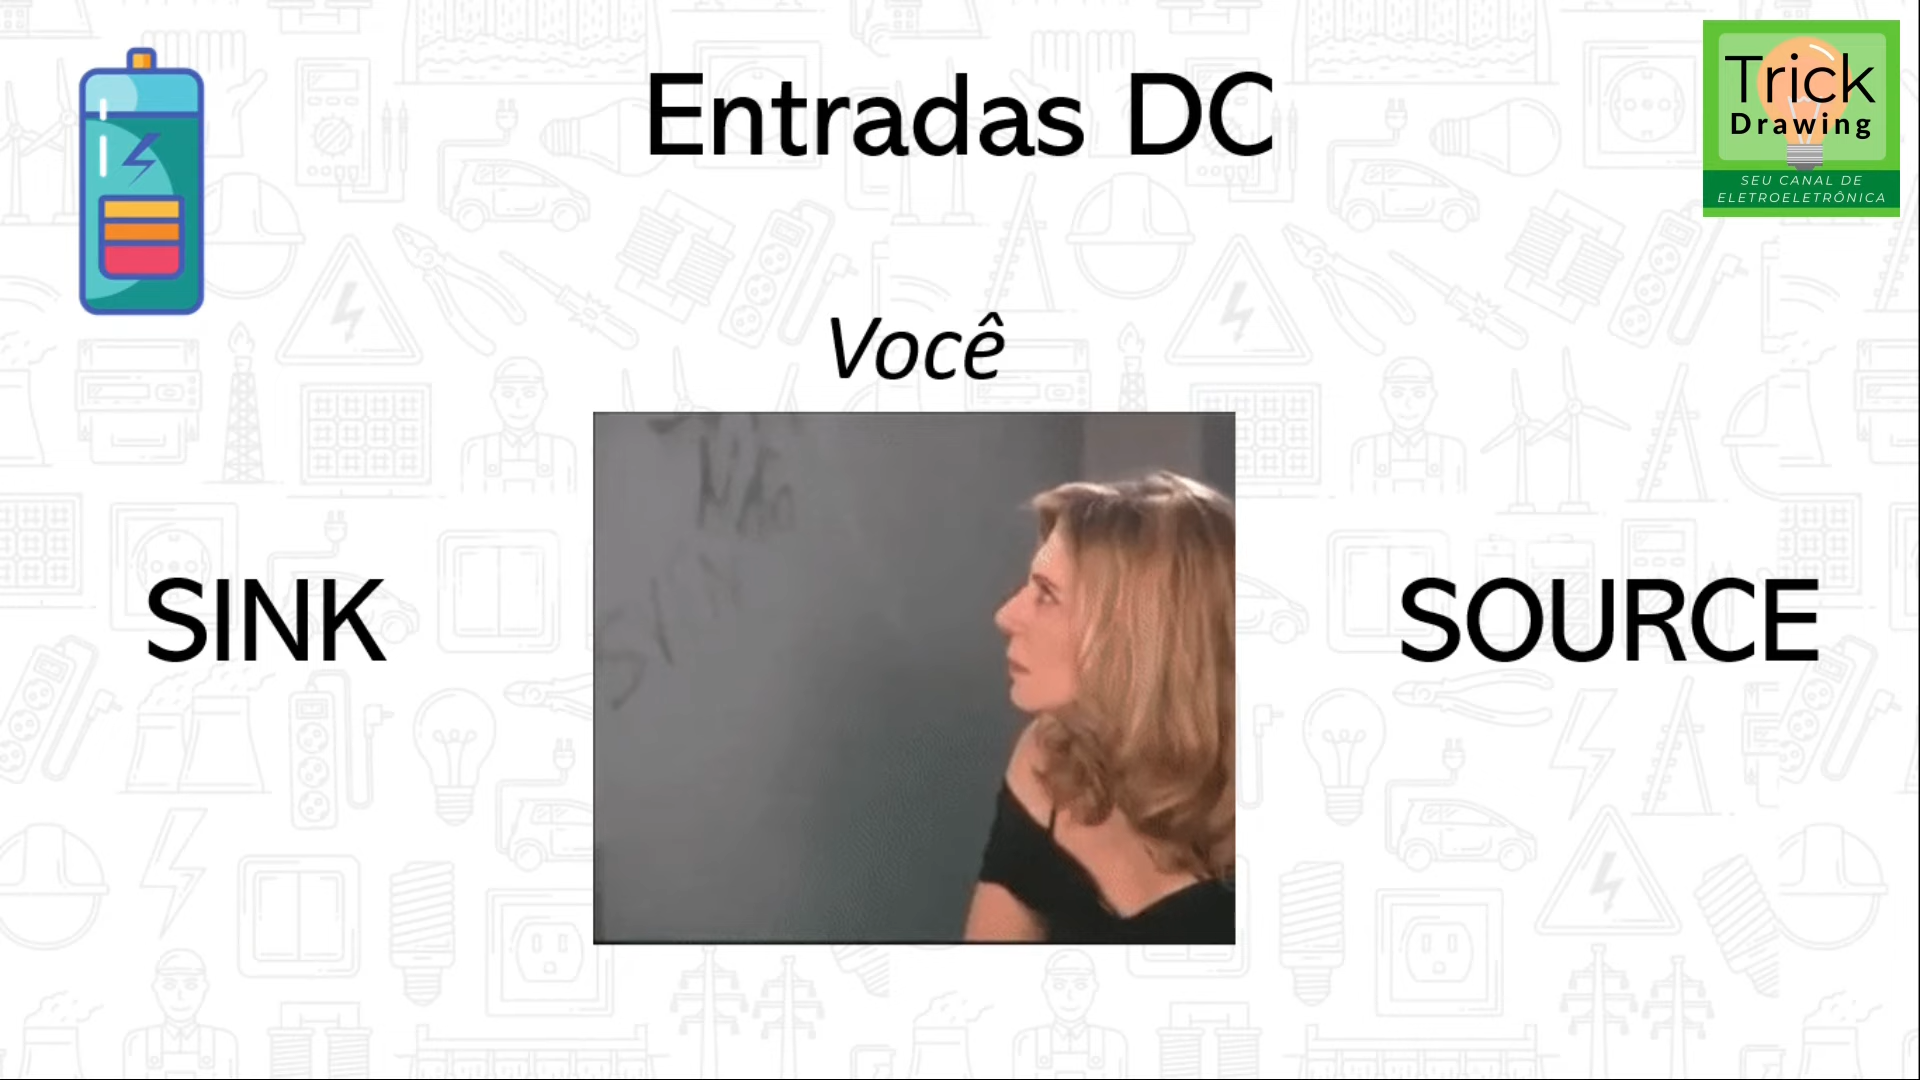 Entradas DC
Trick
Drawing
SEU CANAL DE
ELETROELETRÔNICA
Você
SINK
SOURCE